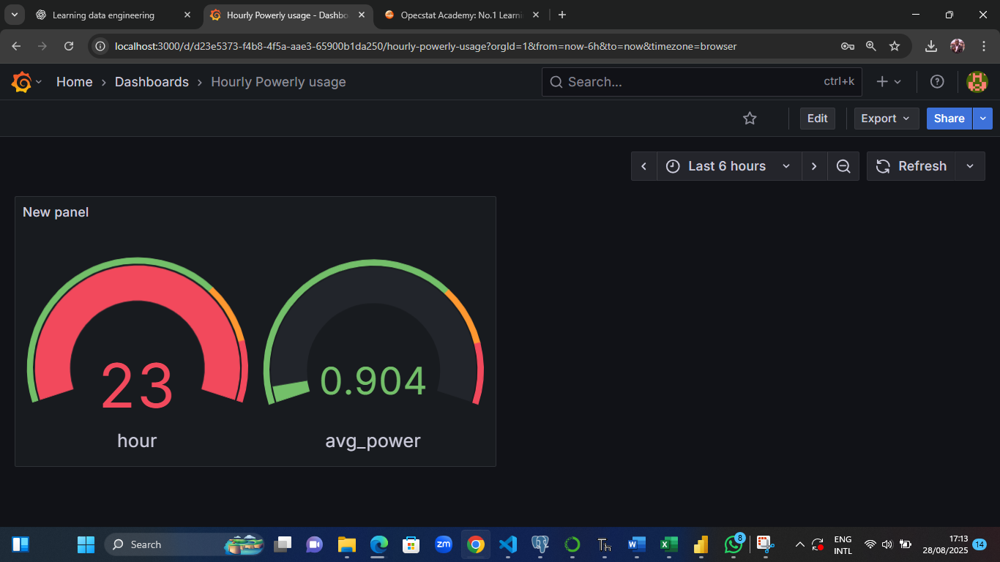 Learning data engineering
Hourly Powerly usage - Dashbo
Opecstat Academy: No.1 Learni
localhost:3000/d/d23e5373-f4b8-4f5a-aae3-65900b1da250/hourly-powerly-usage?orgId=1&from=now-6h&to=now&timezone=browser
Home › Dashboards › Hourly Powerly usage
Search...
ctrl+k
Edit
Export
Share
Last 6 hours
Refresh
New panel
23
0.904
hour
avg_power
Search
zm
Th
8
ENG
INTL
17:13
28/08/2025
14